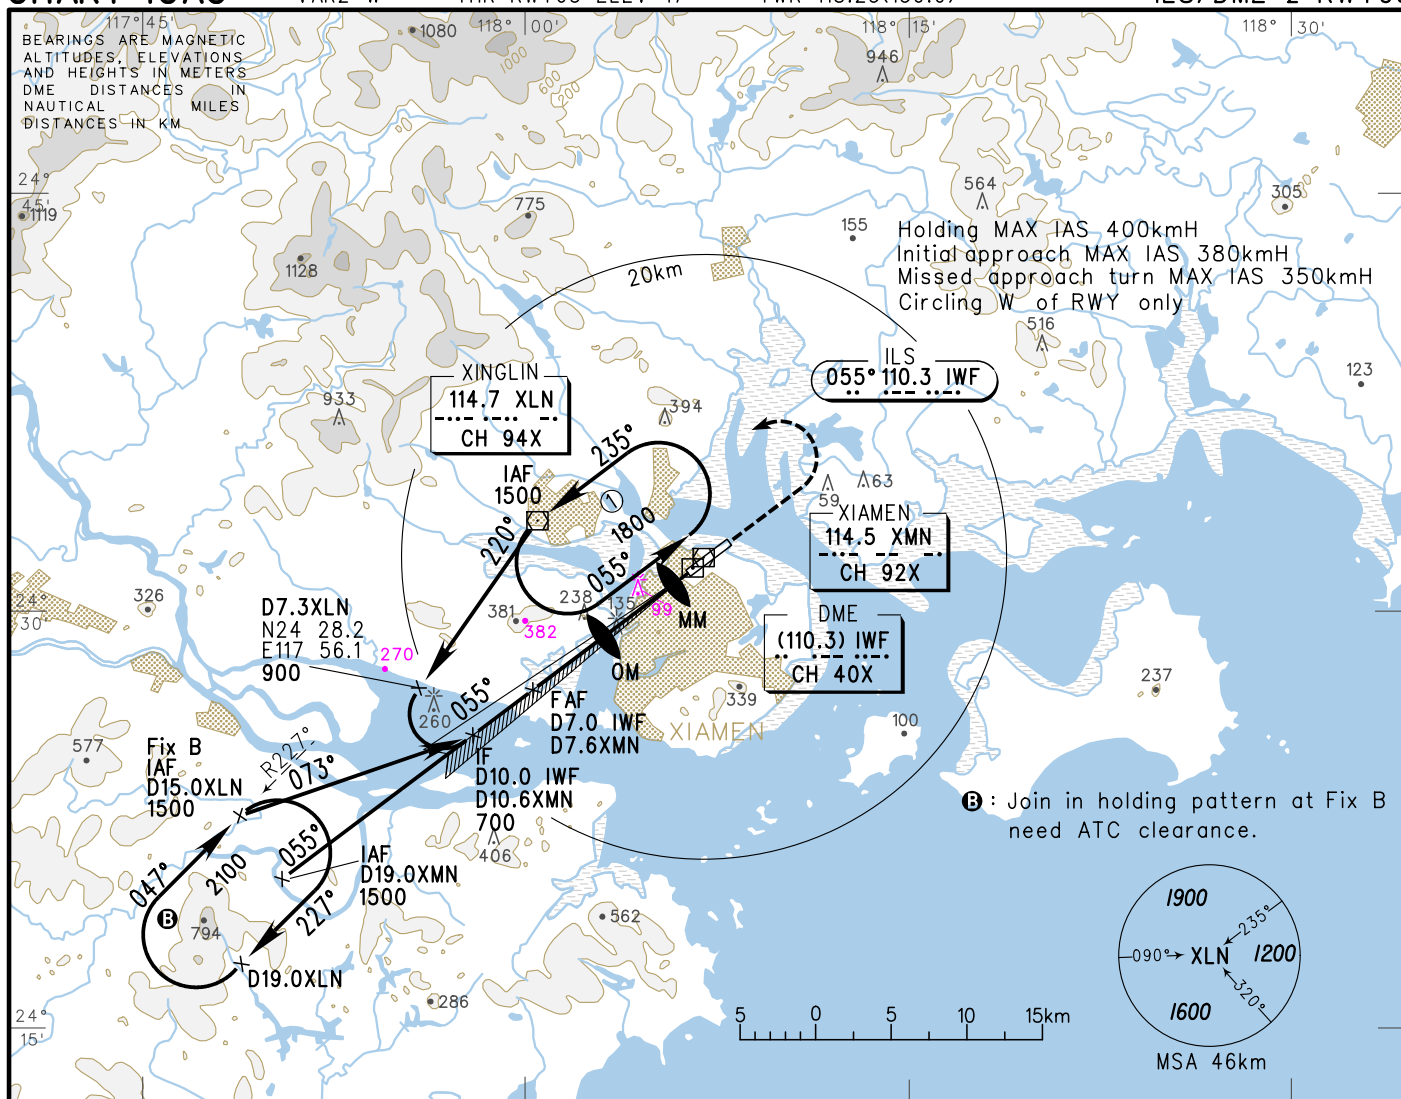 117°45'
118° 00'
118° 15'
118° 30'
BEARINGS ARE MAGNETIC
ALTITUDES, ELEVATIONS
AND HEIGHTS IN METERS
DME DISTANCES IN
NAUTICAL MILES
DISTANCES IN KM
1080
1000
600
200
946
24°
45'
1119
775
564
305
155
1128
Holding MAX IAS 400kmH
Initial approach MAX IAS 380kmH
Missed approach turn MAX IAS 350kmH
Circling W of RWY only
20km
516
123
ILS
055° 110.3 IWF
XINGLIN
114.7 XLN
CH 94X
933
394
235°
IAF
1500
1
1800
63
59
XIAMEN
114.5 XMN
CH 92X
220°
055°
24°
30'
326
D7.3XLN
N24 28.2
E117 56.1
900
381
382
238
135
99
MM
DME
(110.3) IWF
CH 40X
270
OM
260
055°
FAF
D7.0 IWF
D7.6XMN
339
XIAMEN
237
100
577
Fix B
IAF
D15.0XLN
1500
R227°
073°
IF
D10.0 IWF
D10.6XMN
700
406
B : Join in holding pattern at Fix B
need ATC clearance.
055°
IAF
D19.0XMN
1500
047°
2100
227°
B
794
562
D19.0XLN
286
1900
235°
090°
XLN
1200
320°
1600
MSA 46km
24°
15'
5 0 5 10 15km